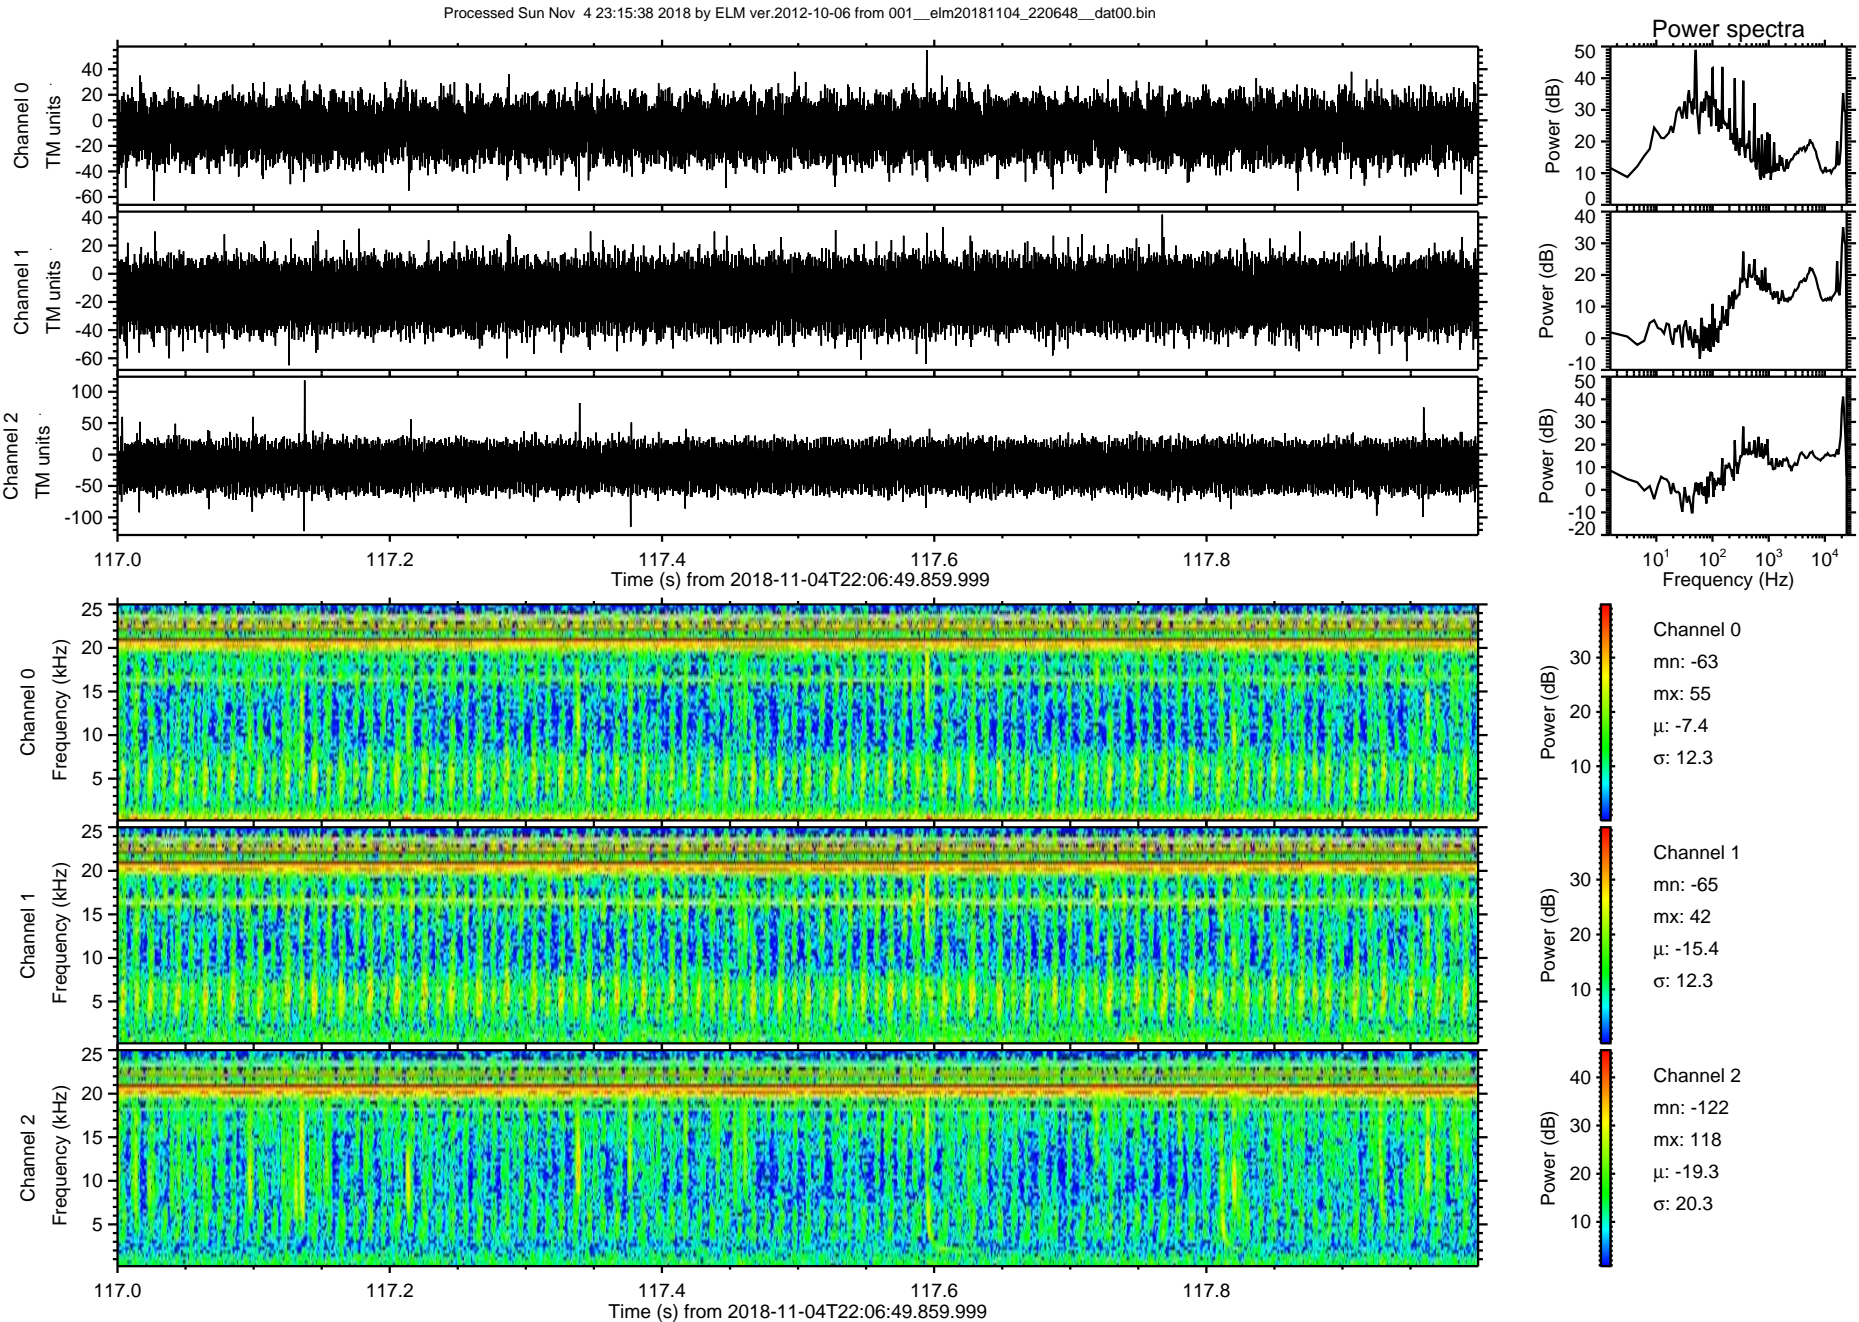 Processed Sun Nov  4 23:15:38 2018 by ELM ver.2012-10-06 from 001__elm20181104_220648__dat00.bin
Power spectra
Channel 0
TM units
40
20
0
-20
-40
-60
Power (dB)
50
40
30
20
10
0
Channel 1
TM units
40
20
0
-20
-40
-60
Power (dB)
40
30
20
10
0
-10
Channel 2
TM units
100
50
0
-50
-100
Power (dB)
50
40
30
20
10
0
-10
-20
117.0 117.2 117.4 117.6 117.8
Time (s) from 2018-11-04T22:06:49.859.999
10^1 10^2 10^3 10^4
Frequency (Hz)
Channel 0
Frequency (kHz)
25
20
15
10
5
Power (dB)
30
20
10
Channel 0
mn: -63
mx: 55
μ: -7.4
σ: 12.3
Channel 1
Frequency (kHz)
25
20
15
10
5
Power (dB)
30
20
10
Channel 1
mn: -65
mx: 42
μ: -15.4
σ: 12.3
Channel 2
Frequency (kHz)
25
20
15
10
5
Power (dB)
40
30
20
10
Channel 2
mn: -122
mx: 118
μ: -19.3
σ: 20.3
117.0 117.2 117.4 117.6 117.8
Time (s) from 2018-11-04T22:06:49.859.999